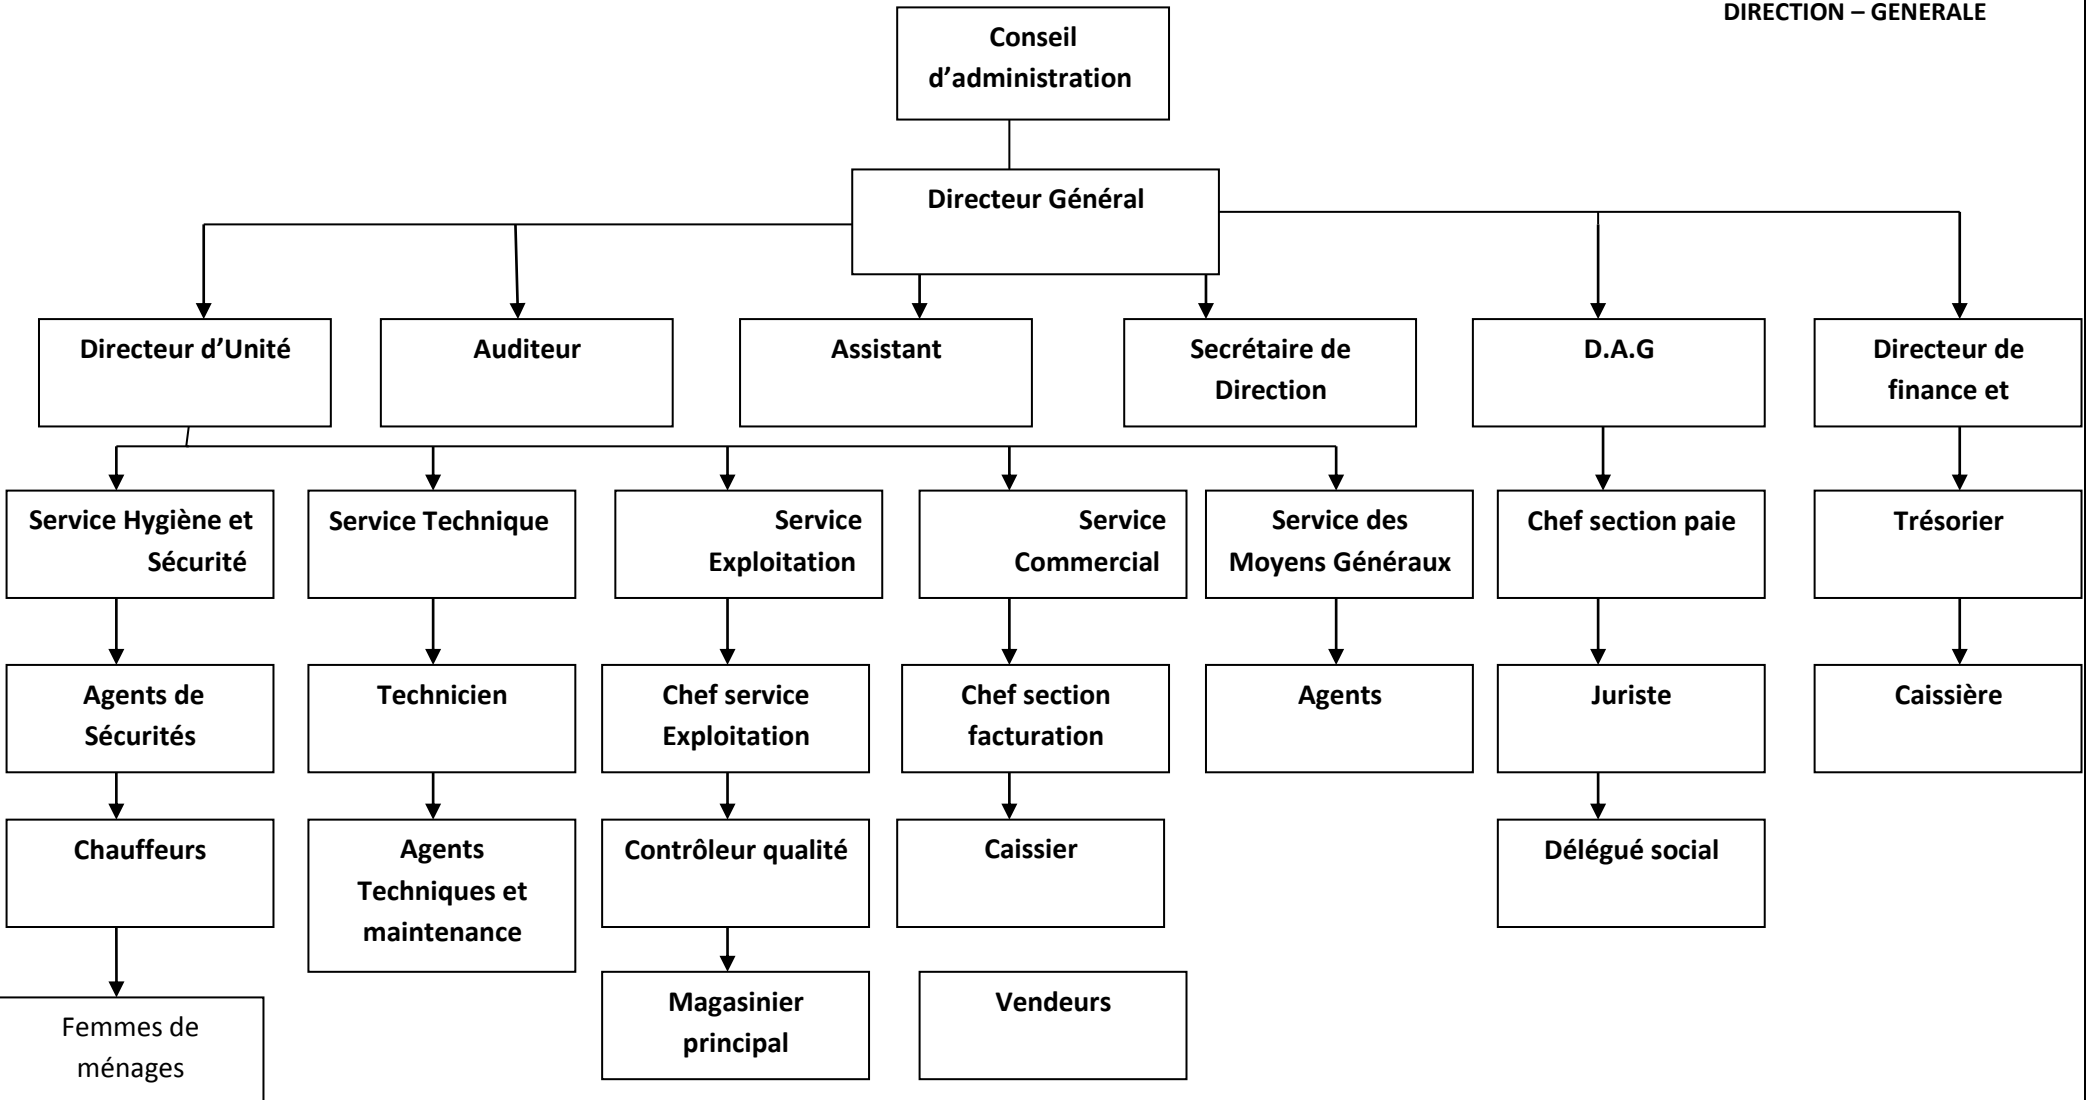 DIRECTION – GENERALE
Conseil
d’administration
Directeur Général
Directeur d’Unité
Auditeur
Assistant
Secrétaire de
Direction
D.A.G
Directeur de
finance et
Service Hygiène et
Sécurité
Service Technique
Service
Exploitation
Service
Commercial
Service des
Moyens Généraux
Chef section paie
Trésorier
Agents de
Sécurités
Technicien
Chef service
Exploitation
Chef section
facturation
Agents
Juriste
Caissière
Chauffeurs
Agents
Techniques et
maintenance
Contrôleur qualité
Caissier
Délégué social
Magasinier
principal
Vendeurs
Femmes de
ménages